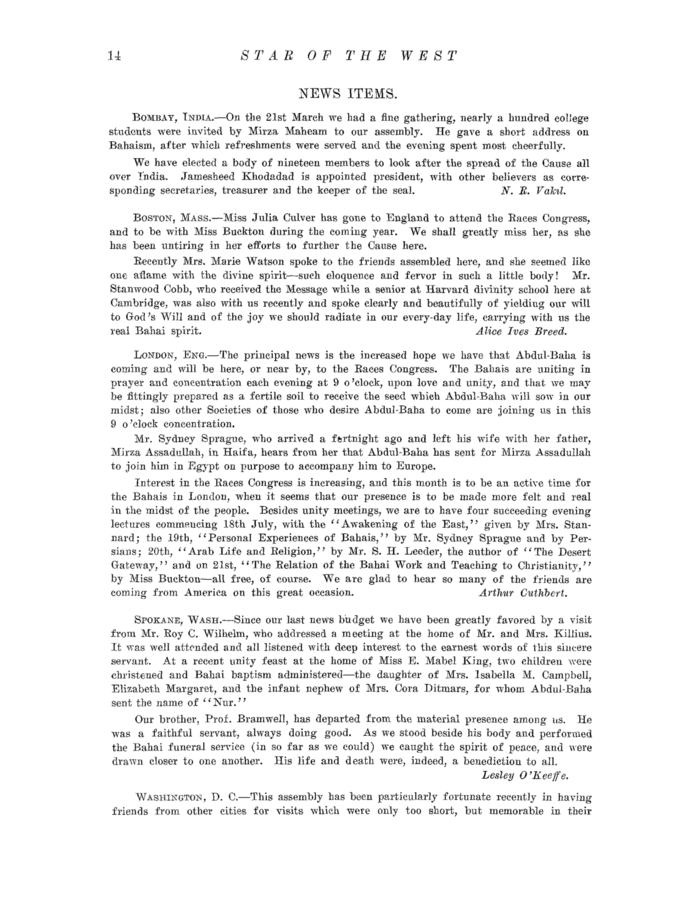 14 STAR OF THE WEST
NEWS ITEMS.
BOMBAY, INDIA.—On the 21st March we had a fine gathering, nearly a hundred college
students were invited by Mirza Maheam to our assembly. He gave a short address on
Bahaism, after which refreshments were served and the evening spent most cheerfully.
We have elected a body of nineteen members to look after the spread of the Cause all
over India. Jamesheed Khodadad is appointed president, with other believers as corre-
sponding secretaries, treasurer and the keeper of the seal. N. R. Vakil.
BOSTON, MASS.—Miss Julia Culver has gone to England to attend the Races Congress,
and to be with Miss Buckton during the coming year. We shall greatly miss her, as she
has been untiring in her efforts to further the Cause here.
Recently Mrs. Marie Watson spoke to the friends assembled here, and she seemed like
one aflame with the divine spirit—such eloquence and fervor in such a little body! Mr.
Stanwood Cobb, who received the Message while a senior at Harvard divinity school here at
Cambridge, was also with us recently and spoke clearly and beautifully of yielding our will
to God's Will and of the joy we should radiate in our every-day life, carrying with us the
real Bahai spirit. Alice Ives Breed.
LONDON, ENG.—The principal news is the increased hope we have that Abdul-Baha is
coming and will be here, or near by, to the Races Congress. The Bahais are uniting in
prayer and concentration each evening at 9 o'clock, upon love and unity, and that we may
be fittingly prepared as a fertile soil to receive the seed which Abdul-Baha will sow in our
midst; also other Societies of those who desire Abdul-Baha to come are joining us in this
9 o'clock concentration.
Mr. Sydney Sprague, who arrived a fortnight ago and left his wife with her father,
Mirza Assadullah, in Haifa, hears from her that Abdul-Baha has sent for Mirza Assadullah
to join him in Egypt on purpose to accompany him to Europe.
Interest in the Races Congress is increasing, and this month is to be an active time for
the Bahais in London, when it seems that our presence is to be made more felt and real
in the midst of the people. Besides unity meetings, we are to have four succeeding evening
lectures commencing 18th July, with the ''Awakening of the East,'' given by Mrs. Stan-
nard; the 19th, ''Personal Experiences of Bahais,'' by Mr. Sydney Sprague and by Per-
sians; 20th, ''Arab Life and Religion,'' by Mr. S. H. Leeder, the author of ''The Desert
Gateway,'' and on 21st, ''The Relation of the Bahai Work and Teaching to Christianity,''
by Miss Buckton—all free, of course. We are glad to hear so many of the friends are
coming from America on this great occasion. Arthur Cuthbert.
SPOKANE, WASH.—Since our last news budget we have been greatly favored by a visit
from Mr. Roy C. Wilhelm, who addressed a meeting at the home of Mr. and Mrs. Killius.
It was well attended and all listened with deep interest to the earnest words of this sincere
servant. At a recent unity feast at the home of Miss E. Mabel King, two children were
christened and Bahai baptism administered—the daughter of Mrs. Isabella M. Campbell,
Elizabeth Margaret, and the infant nephew of Mrs. Cora Ditmars, for whom Abdul-Baha
sent the name of ''Nur.''
Our brother, Prof. Bramwell, has departed from the material presence among us. He
was a faithful servant, always doing good. As we stood beside his body and performed
the Bahai funeral service (in so far as we could) we caught the spirit of peace, and were
drawn closer to one another. His life and death were, indeed, a benediction to all.
Lesley O'Keeffe.
WASHINGTON, D. C.—This assembly has been particularly fortunate recently in having
friends from other cities for visits which were only too short, but memorable in their